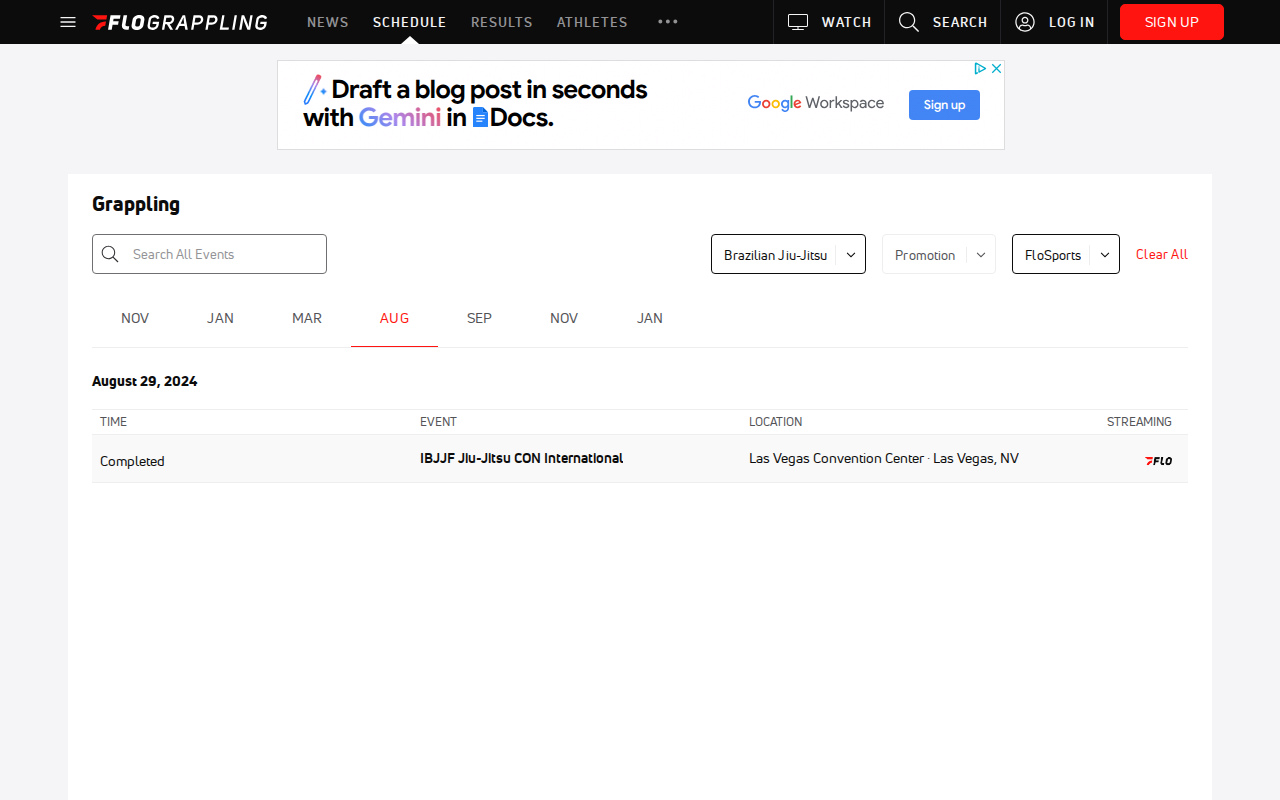 FLOGRAPPLING NEWS SCHEDULE RESULTS ATHLETES ••• WATCH SEARCH LOG IN SIGN UP
Draft a blog post in seconds
with Gemini in Docs.
Google Workspace
Sign up
Grappling
Search All Events
Brazilian Jiu-Jitsu
Promotion
FloSports
Clear All
NOV JAN MAR AUG SEP NOV JAN
August 29, 2024
TIME EVENT LOCATION STREAMING
Completed IBJJF Jiu-Jitsu CON International Las Vegas Convention Center · Las Vegas, NV FLO